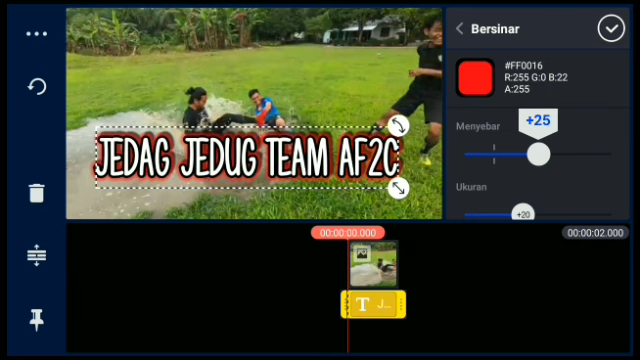 Bersinar
#FF0016
R:255 G:0 B:22
A:255
Menyebar
+25
Ukuran
+20
JEDAG JEDUG TEAM AF2C
00:00:00.000
00:00:02.000
T J...